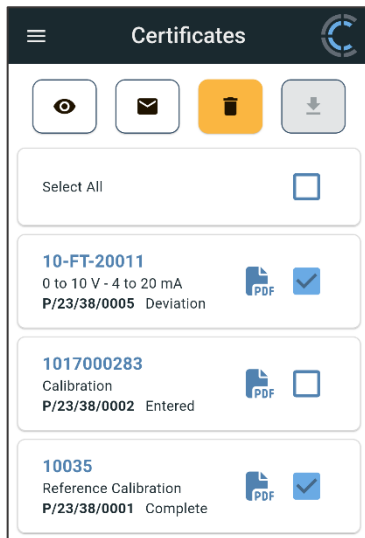 Certificates
Select All
10-FT-20011
0 to 10 V - 4 to 20 mA
P/23/38/0005 Deviation
PDF
1017000283
Calibration
P/23/38/0002 Entered
PDF
10035
Reference Calibration
P/23/38/0001 Complete
PDF